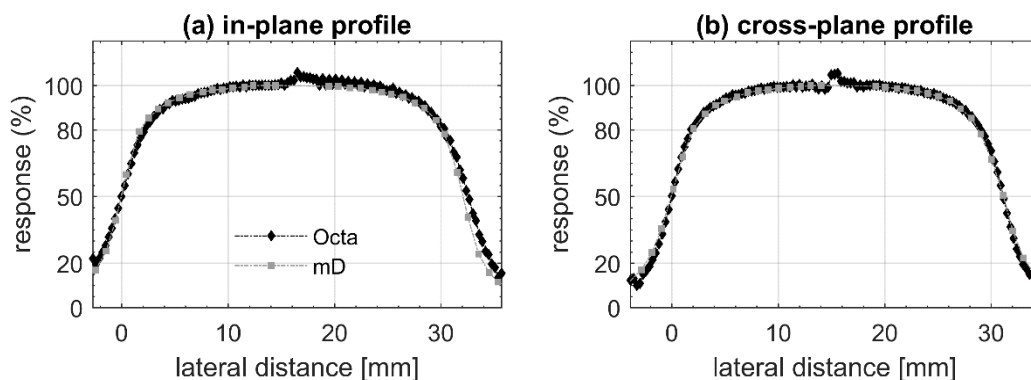 (a) in-plane profile
(b) cross-plane profile
response (%)
100
80
50
20
0
Octa
mD
0 10 20 30
lateral distance [mm]
response (%)
100
80
50
20
0
0 10 20 30
lateral distance [mm]